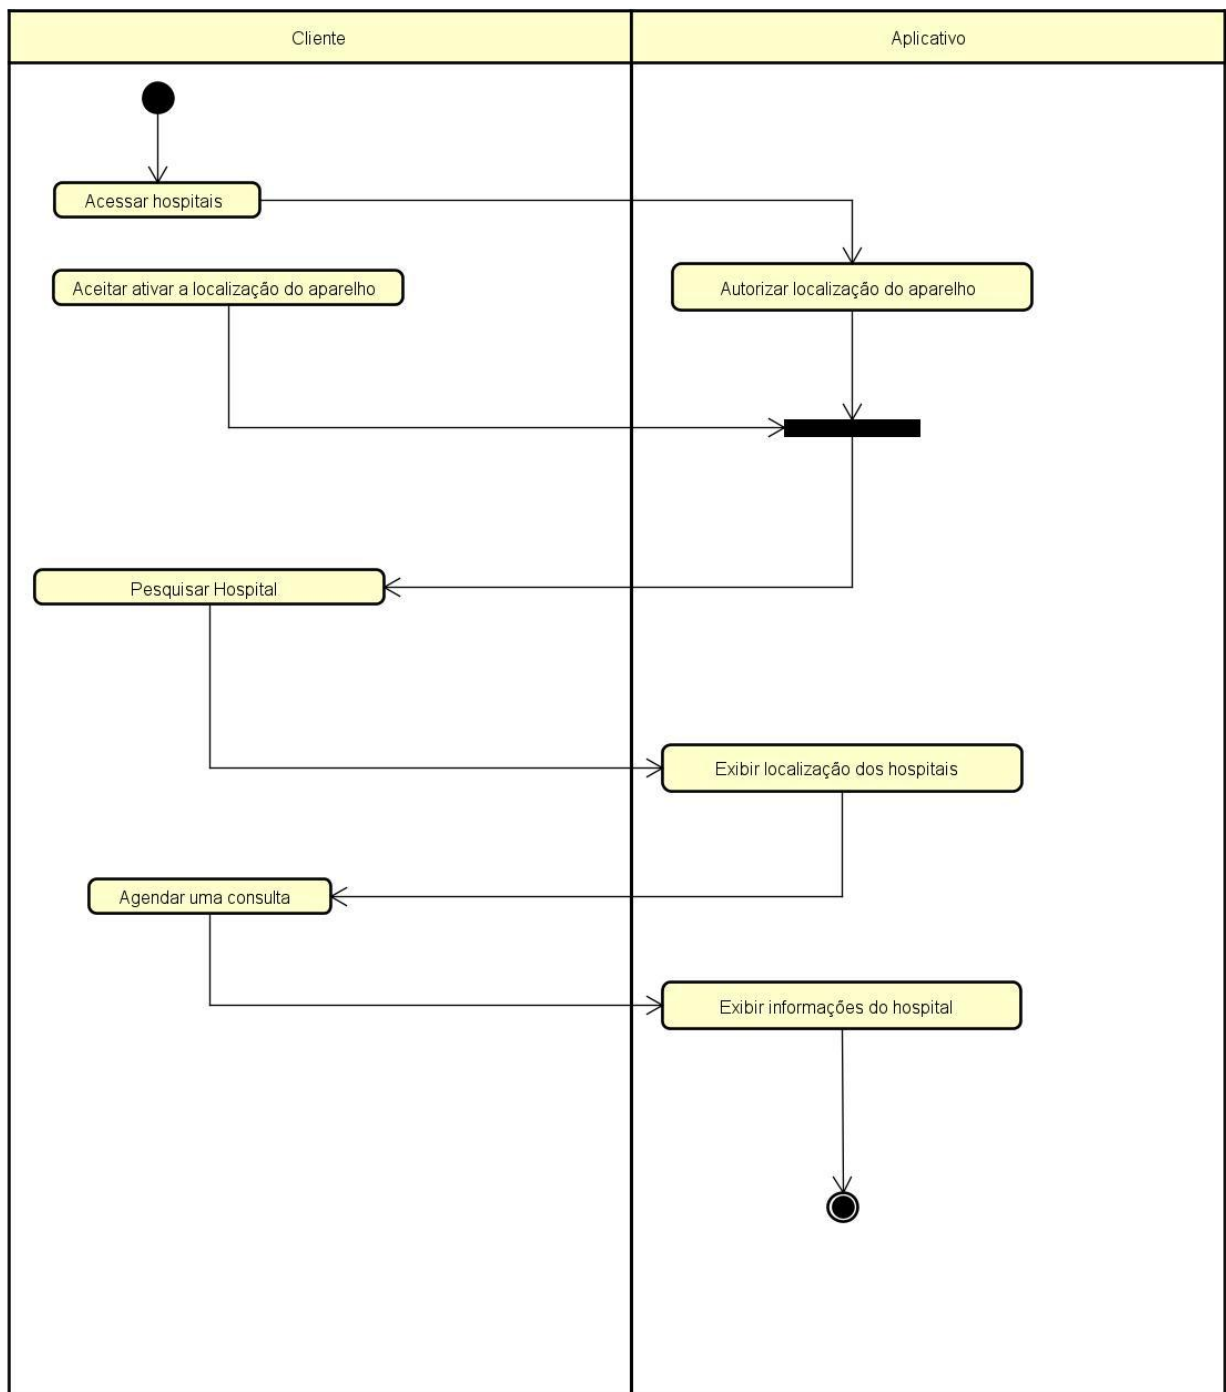 Cliente
Aplicativo
Acessar hospitais
Aceitar ativar a localização do aparelho
Autorizar localização do aparelho
Pesquisar Hospital
Exibir localização dos hospitais
Agendar uma consulta
Exibir informações do hospital